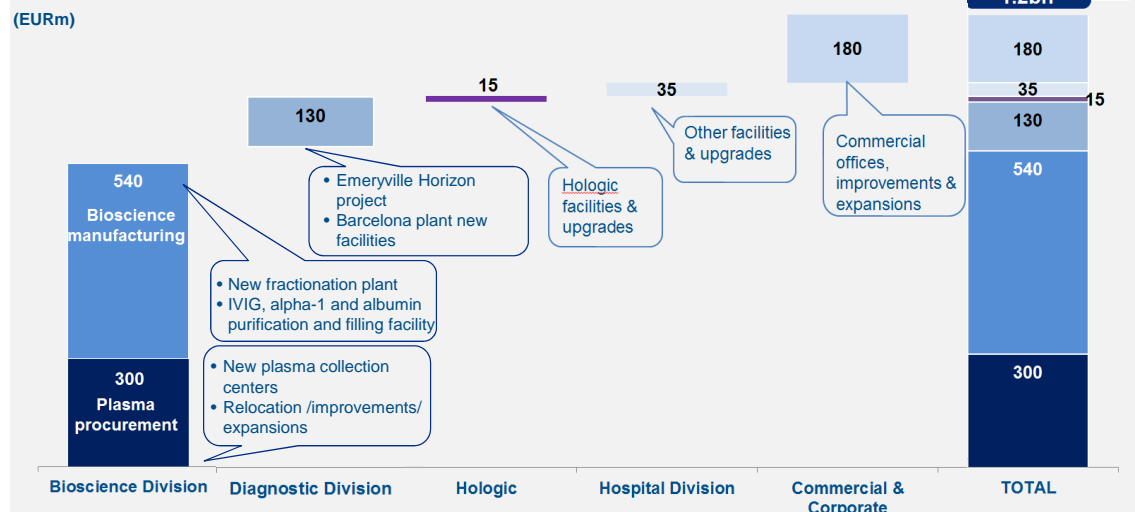 (EURm)
1.2bn
540
Bioscience
manufacturing
300
Plasma
procurement
• New fractionation plant
• IVIG, alpha-1 and albumin
purification and filling facility
• New plasma collection
centers
• Relocation /improvements/
expansions
130
• Emeryville Horizon
project
• Barcelona plant new
facilities
15
Hologic
facilities &
upgrades
35
Other facilities
& upgrades
180
Commercial
offices,
improvements &
expansions
180
35
15
130
540
300
Bioscience Division
Diagnostic Division
Hologic
Hospital Division
Commercial &
Corporate
TOTAL